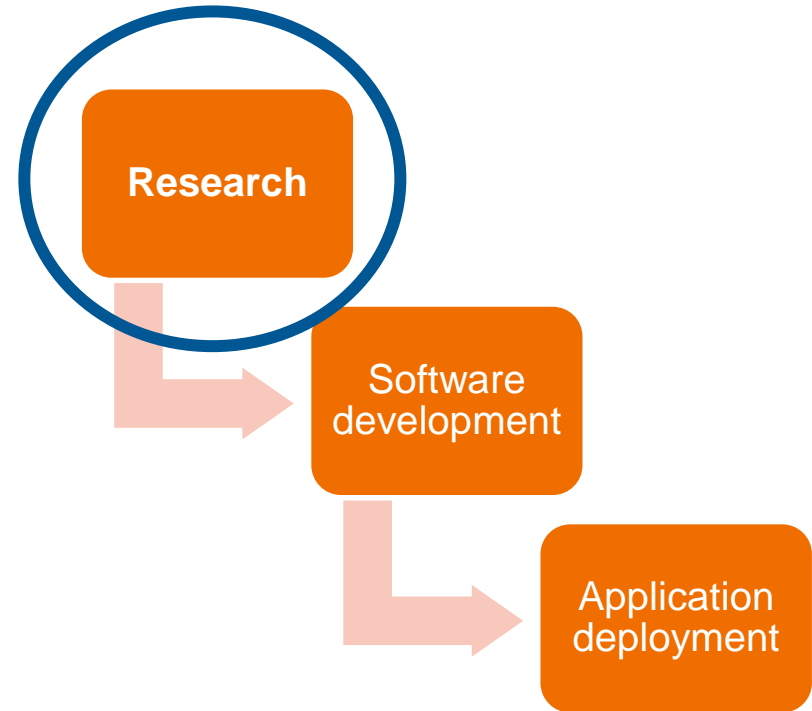 Research
Software
development
Application
deployment